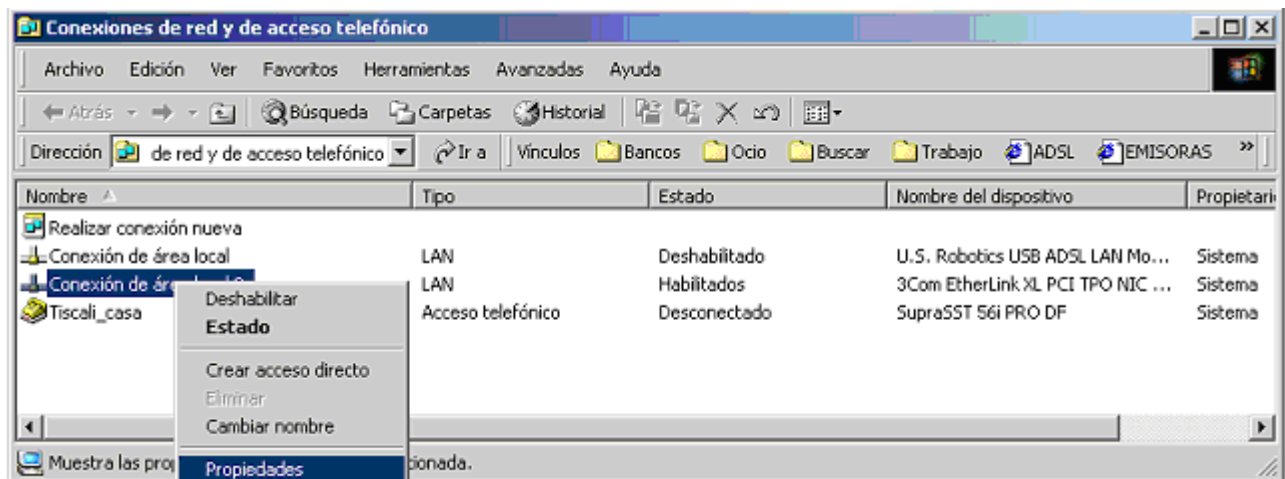 Conexiones de red y de acceso telefónico
Archivo Edición Ver Favoritos Herramientas Avanzadas Ayuda
Atrás Búsqueda Carpetas Historial
Dirección de red y de acceso telefónico Ir a Vínculos Bancos Ocio Buscar Trabajo ADSL EMISORAS »
Nombre Tipo Estado Nombre del dispositivo Propietari
Realizar conexión nueva
Conexión de área local LAN Deshabilitado U.S. Robotics USB ADSL LAN Mo... Sistema
Conexión de áre LAN Habilitados 3Com EtherLink XL PCI TPO NIC ... Sistema
Tiscali_casa Acceso telefónico Desconectado SupraSST 56i PRO DF Sistema
Deshabilitar
Estado
Crear acceso directo
Eliminar
Cambiar nombre
Propiedades
Muestra las prop cionada.